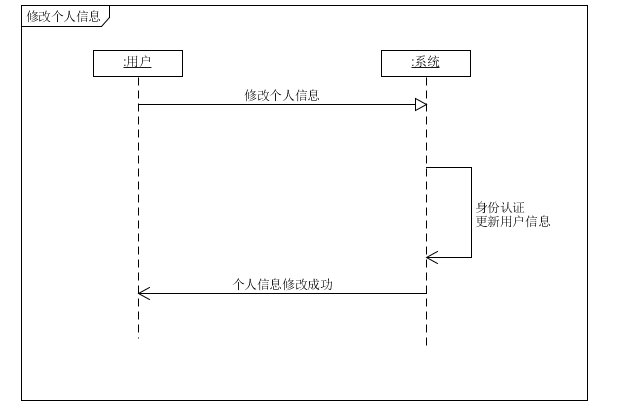 修改个人信息
:用户
:系统
修改个人信息
身份认证
更新用户信息
个人信息修改成功